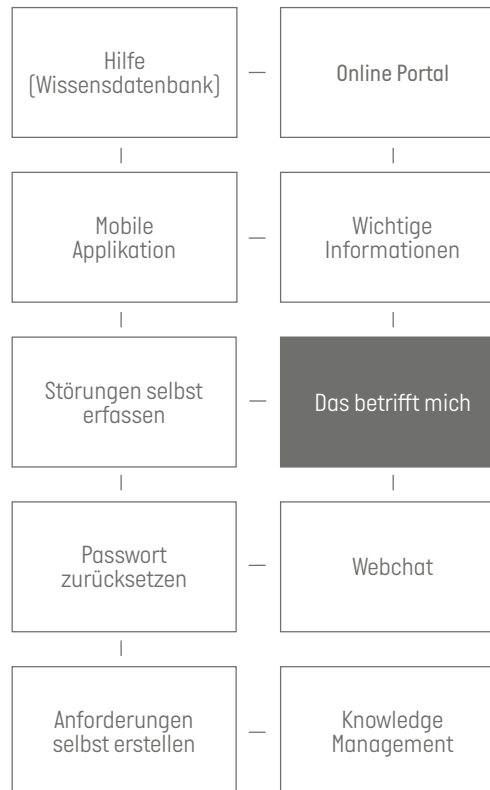 Hilfe
(Wissensdatenbank)
Online Portal
Mobile
Applikation
Wichtige
Informationen
Störungen selbst
erfassen
Das betrifft mich
Passwort
zurücksetzen
Webchat
Anforderungen
selbst erstellen
Knowledge
Management